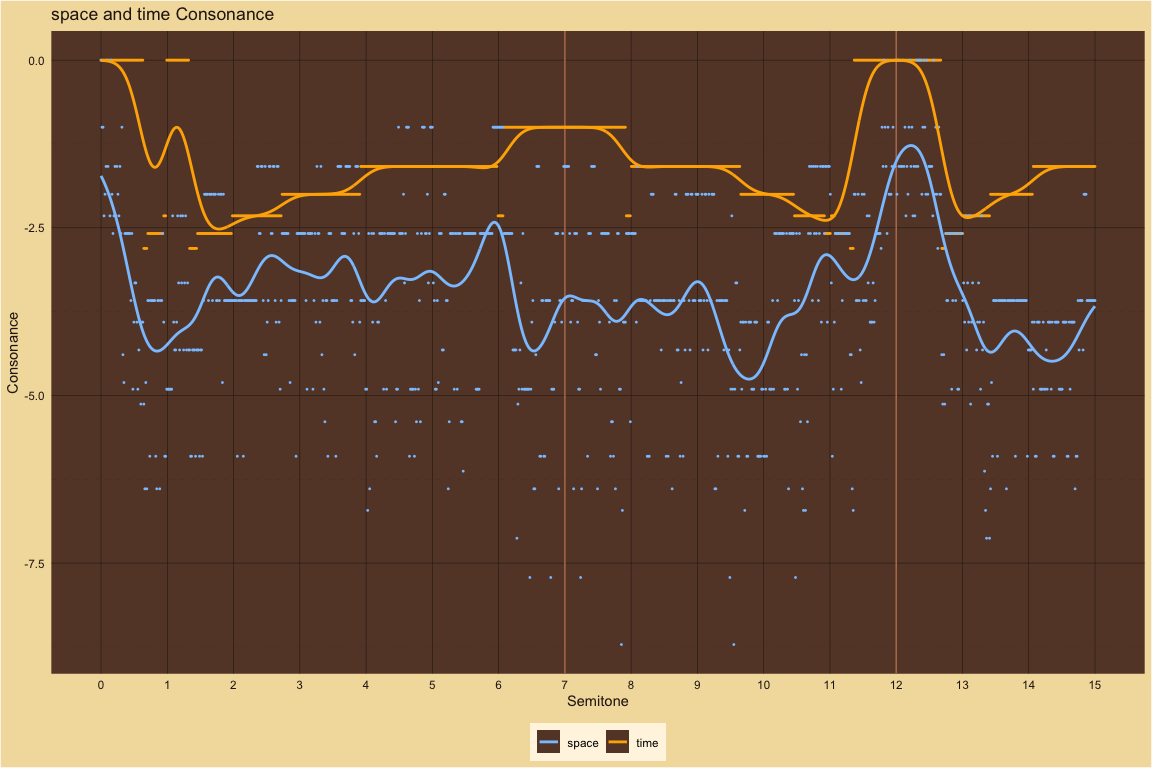 space and time Consonance
Consonance
0.0
-2.5
-5.0
-7.5
0 1 2 3 4 5 6 7 8 9 10 11 12 13 14 15
Semitone
space time